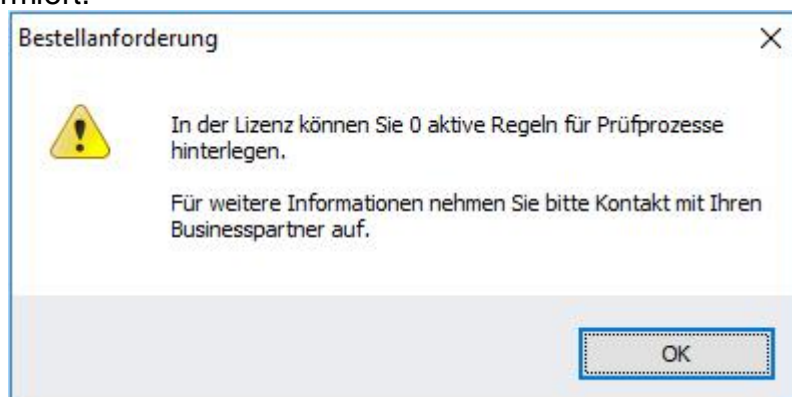 Bestellanforderung
In der Lizenz können Sie 0 aktive Regeln für Prüfprozesse
hinterlegen.
Für weitere Informationen nehmen Sie bitte Kontakt mit Ihren
Businesspartner auf.
OK